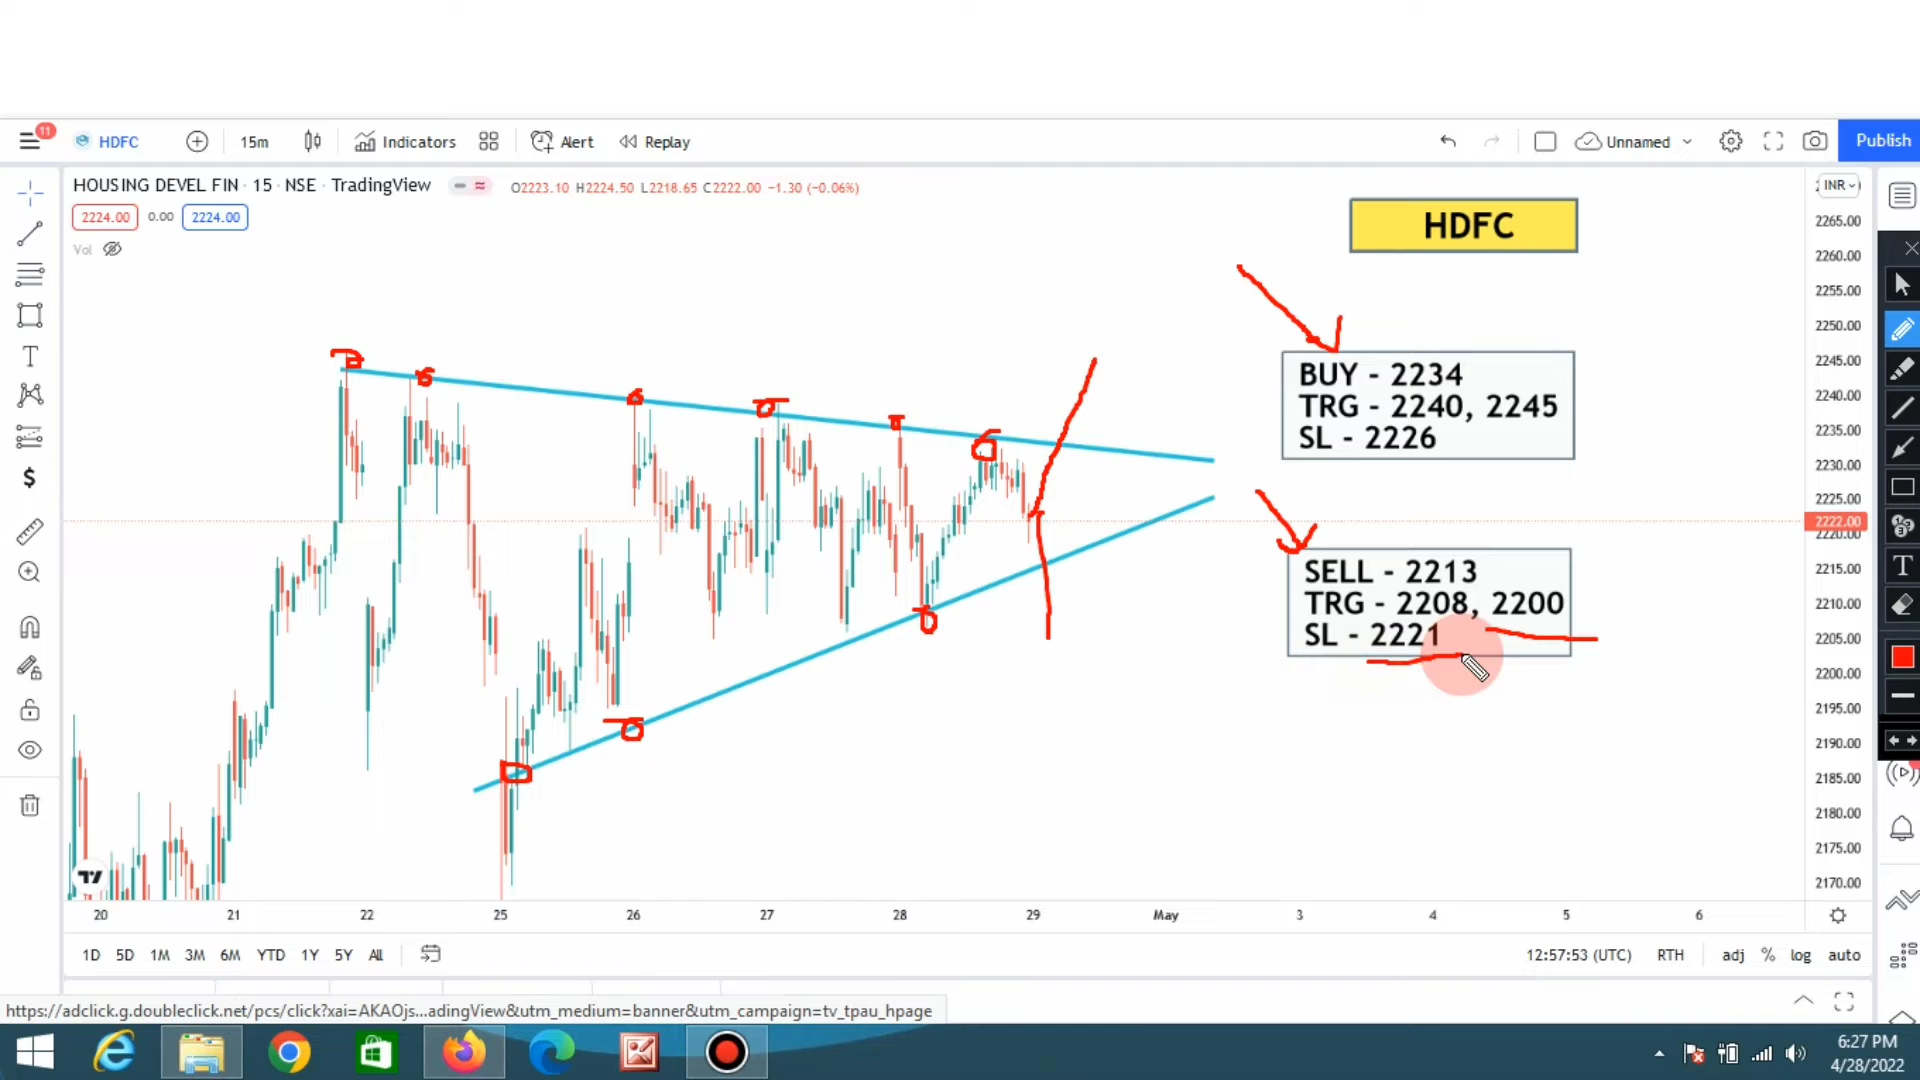 11
HDFC
15m
Indicators
Alert
Replay
Unnamed
Publish
HOUSING DEVEL FIN · 15 · NSE · TradingView
O2223.10 H2224.50 L2218.65 C2222.00 −1.30 (−0.06%)
INR
2224.00
0.00
2224.00
Vol
HDFC
BUY - 2234
TRG - 2240, 2245
SL - 2226
SELL - 2213
TRG - 2208, 2200
SL - 2221
2265.00
2260.00
2255.00
2250.00
2245.00
2240.00
2235.00
2230.00
2225.00
2222.00
2220.00
2215.00
2210.00
2205.00
2200.00
2195.00
2190.00
2185.00
2180.00
2175.00
2170.00
20 21 22 25 26 27 28 29 May 3 4 5 6
1D 5D 1M 3M 6M YTD 1Y 5Y All
12:57:53 (UTC) RTH adj % log auto
https://adclick.g.doubleclick.net/pcs/click?xai=AKAOjs...adingView&utm_medium=banner&utm_campaign=tv_tpau_hpage
6:27 PM
4/28/2022